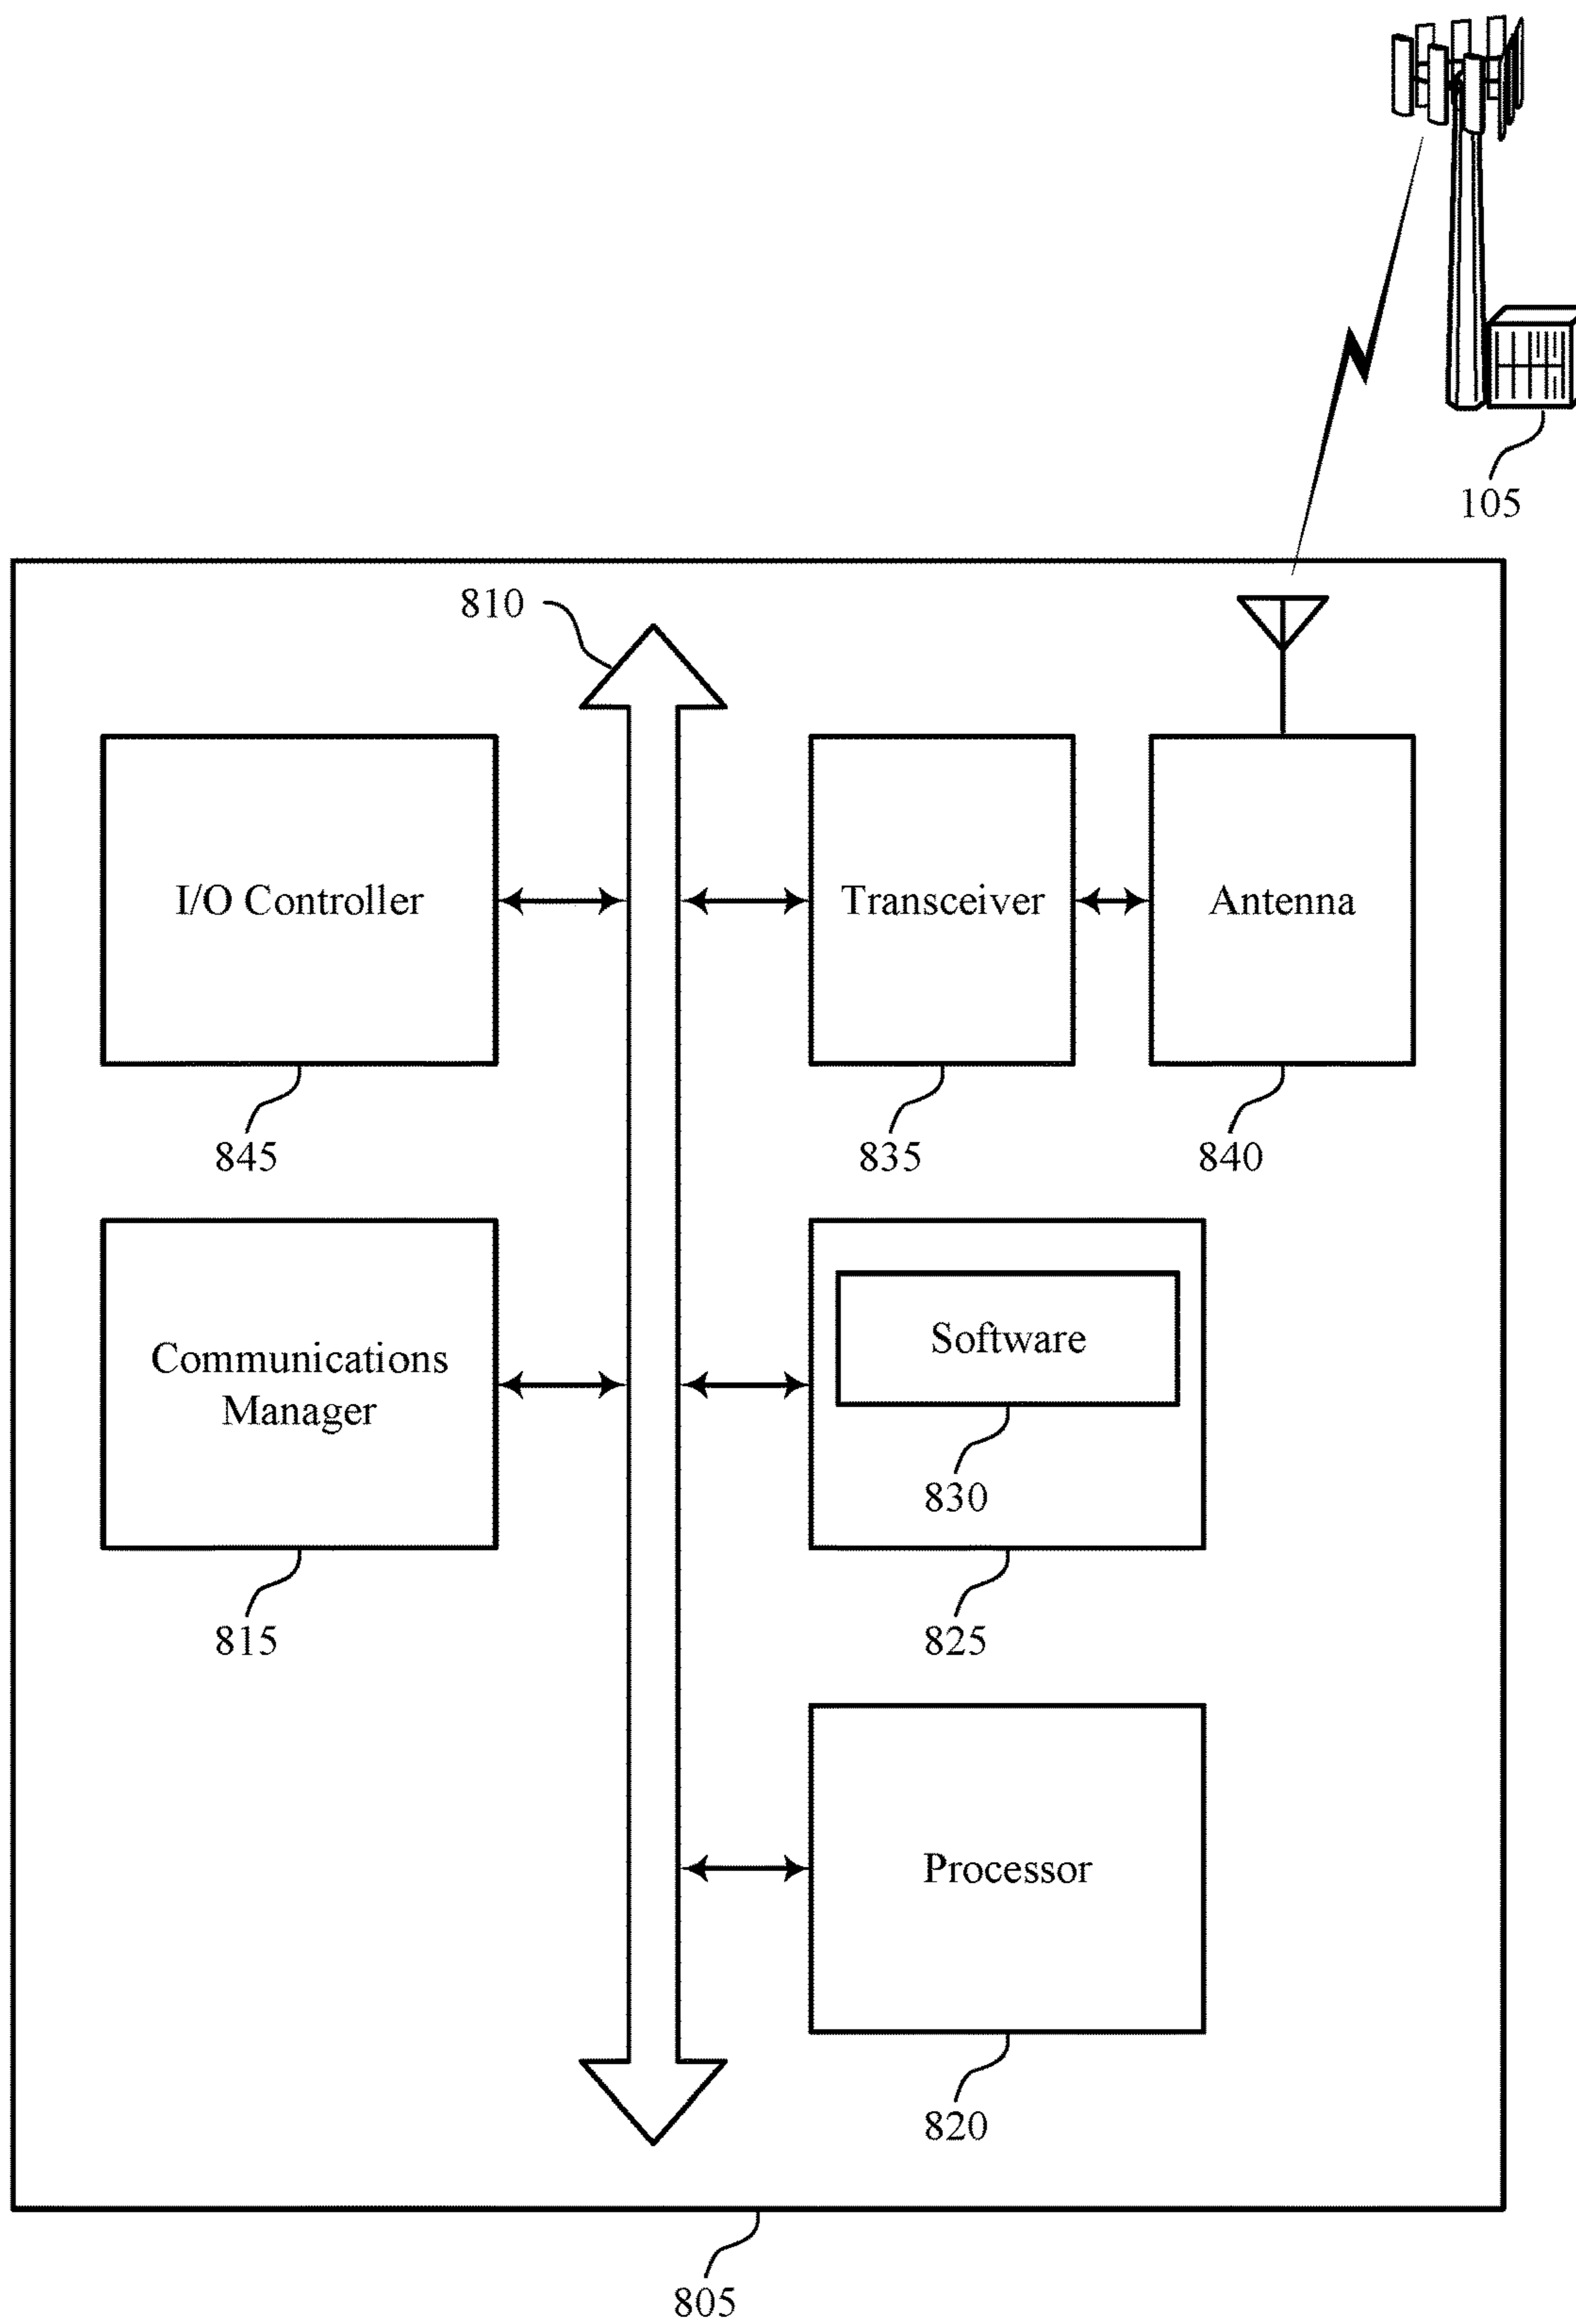 105
810
I/O Controller
Transceiver
Antenna
845
835
840
Communications
Manager
Software
830
815
825
Processor
820
805